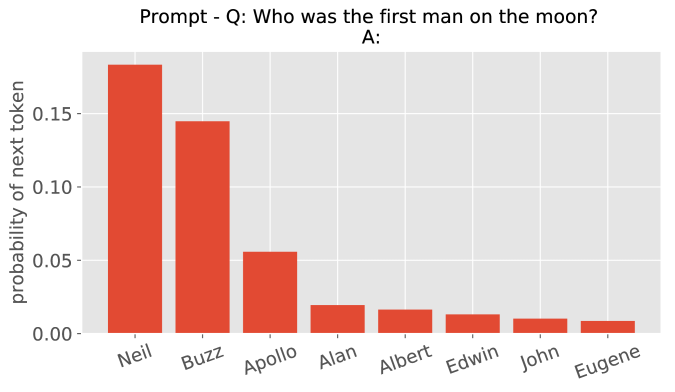 Prompt - Q: Who was the first man on the moon?
A:
probability of next token
0.15
0.10
0.05
0.00
Neil
Buzz
Apollo
Alan
Albert
Edwin
John
Eugene